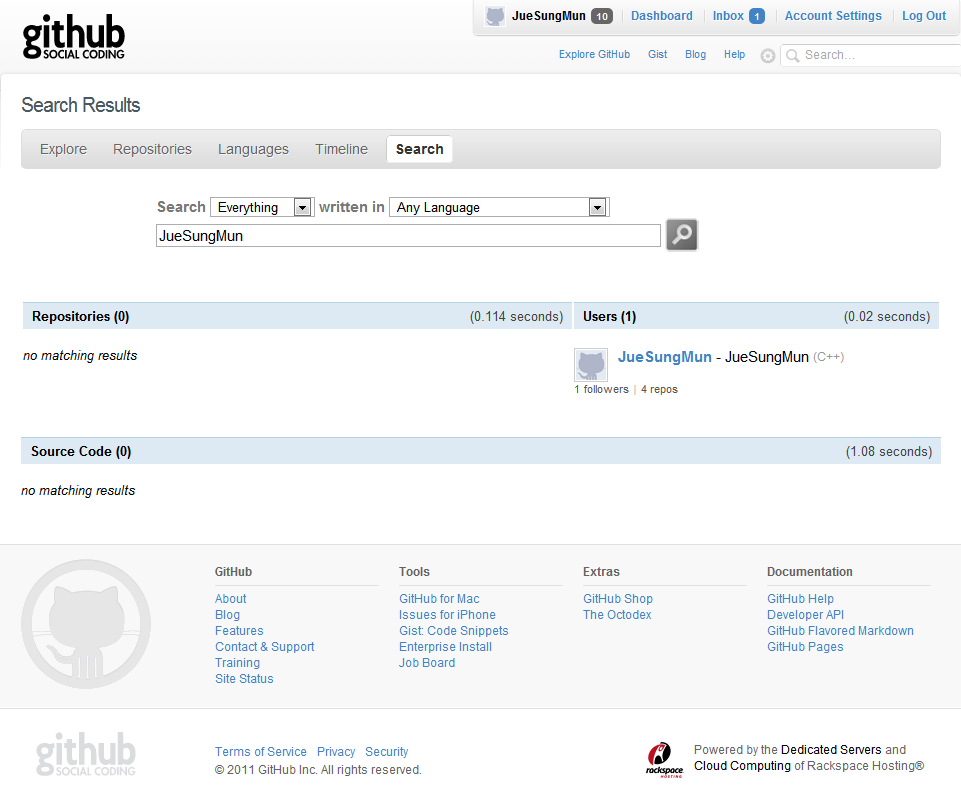 github
SOCIAL CODING
JueSungMun 10 Dashboard Inbox 1 Account Settings Log Out
Explore GitHub Gist Blog Help Search...
Search Results
Explore Repositories Languages Timeline Search
Search Everything written in Any Language
JueSungMun
Repositories (0) (0.114 seconds) Users (1) (0.02 seconds)
no matching results
JueSungMun - JueSungMun (C++)
1 followers | 4 repos
Source Code (0) (1.08 seconds)
no matching results
GitHub
About
Blog
Features
Contact & Support
Training
Site Status
Tools
GitHub for Mac
Issues for iPhone
Gist: Code Snippets
Enterprise Install
Job Board
Extras
GitHub Shop
The Octodex
Documentation
GitHub Help
Developer API
GitHub Flavored Markdown
GitHub Pages
github
SOCIAL CODING
Terms of Service Privacy Security
© 2011 GitHub Inc. All rights reserved.
rackspace
HOSTING
Powered by the Dedicated Servers and
Cloud Computing of Rackspace Hosting®